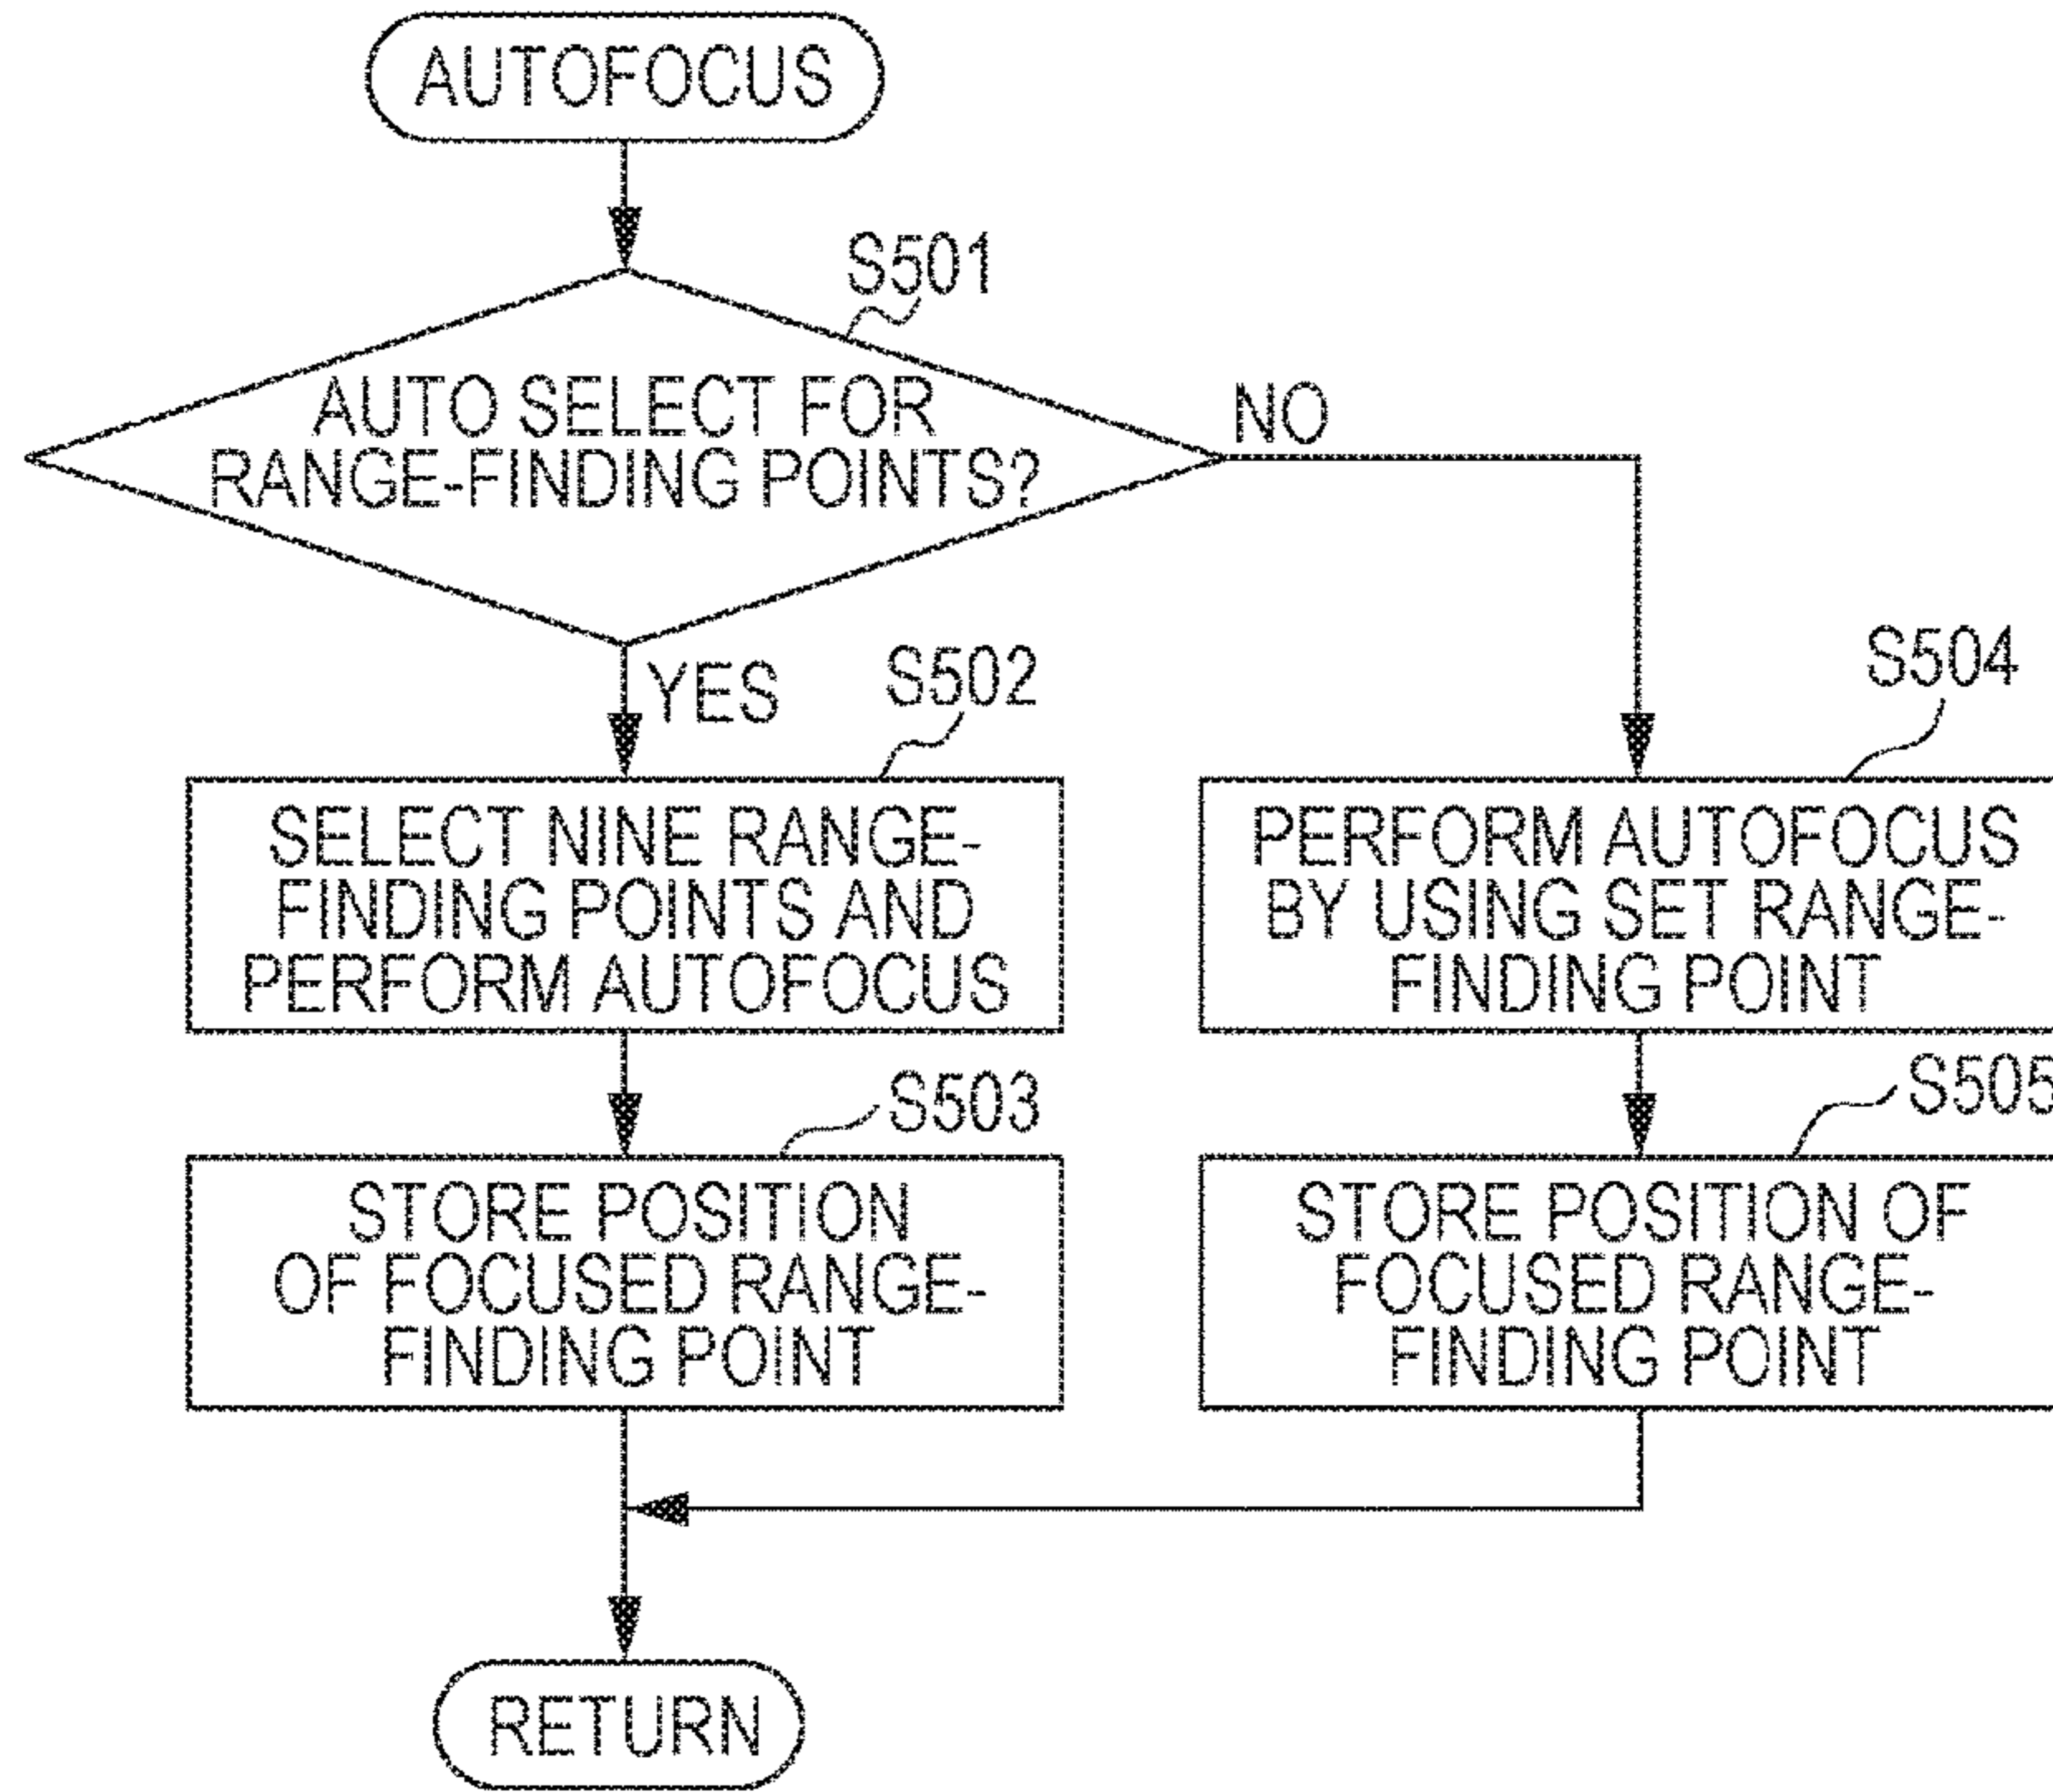 AUTOFOCUS
S501
AUTO SELECT FOR
RANGE-FINDING POINTS?
NO
YES
S502
SELECT NINE RANGE-
FINDING POINTS AND
PERFORM AUTOFOCUS
S504
PERFORM AUTOFOCUS
BY USING SET RANGE-
FINDING POINT
S503
STORE POSITION
OF FOCUSED RANGE-
FINDING POINT
S505
STORE POSITION OF
FOCUSED RANGE-
FINDING POINT
RETURN